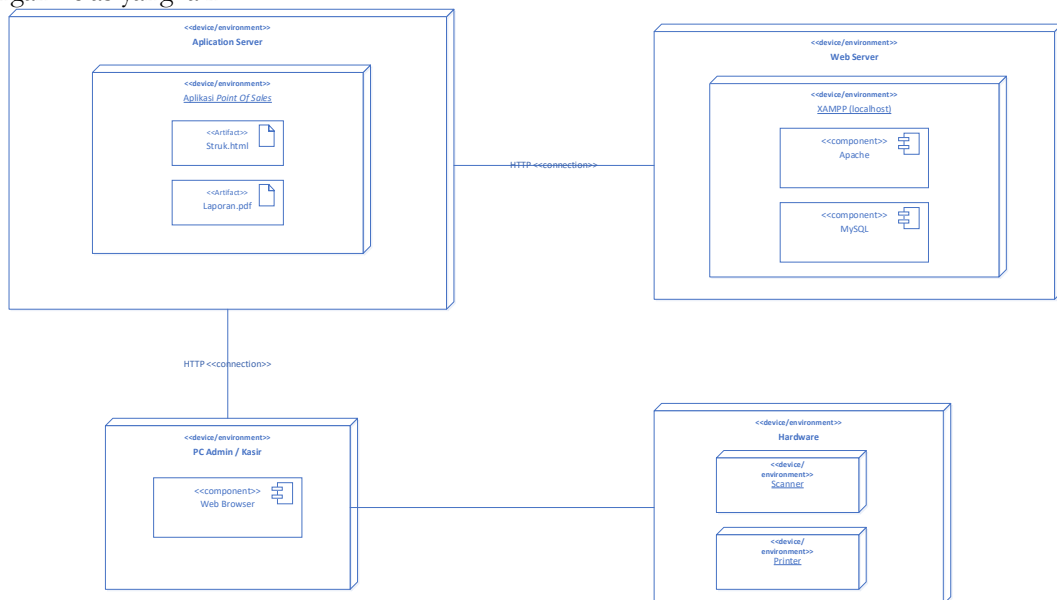 <<device/environment>>
Aplication Server
<<device/environment>>
Aplikasi Point Of Sales
<<Artifact>>
Struk.html
<<Artifact>>
Laporan.pdf
HTTP <<connection>>
<<device/environment>>
Web Server
<<device/environment>>
XAMPP (localhost)
<<component>>
Apache
<<component>>
MySQL
HTTP <<connection>>
<<device/environment>>
PC Admin / Kasir
<<component>>
Web Browser
<<device/environment>>
Hardware
<<device/
environment>>
Scanner
<<device/
environment>>
Printer